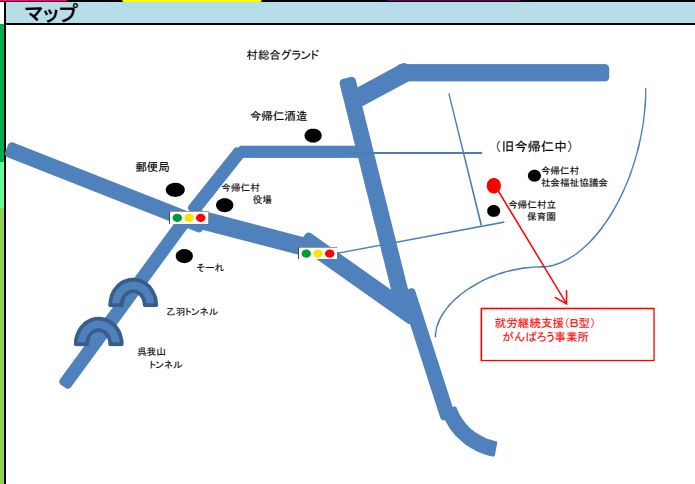 マップ
村総合グランド
今帰仁酒造
(旧今帰仁中)
郵便局
今帰仁村
社会福祉協議会
今帰仁村
役場
今帰仁村立
保育園
そーれ
乙羽トンネル
就労継続支援(B型)
がんばろう事業所
呉我山
トンネル